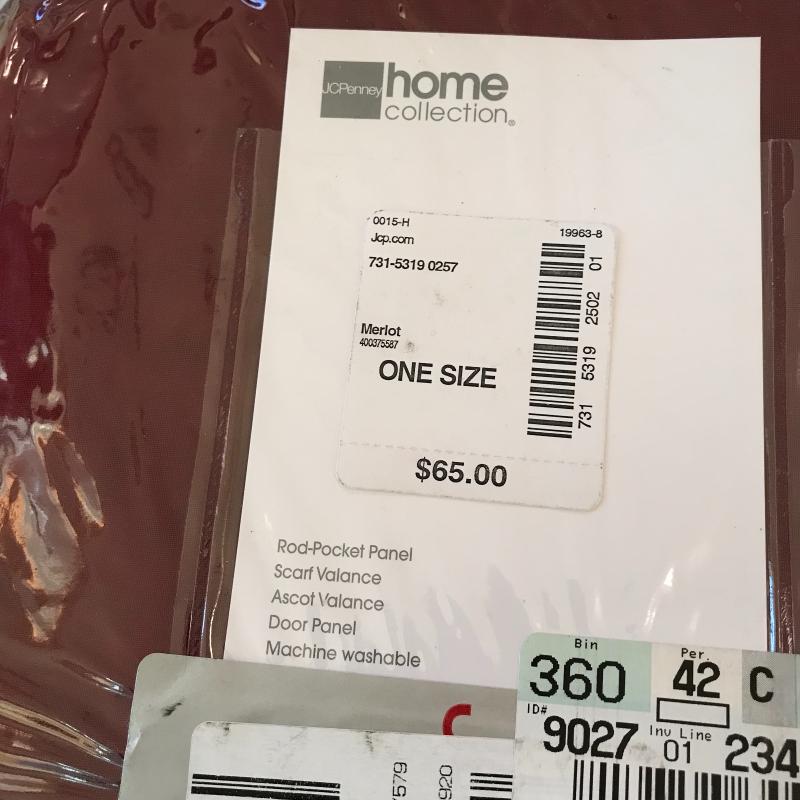 JCPenney home
collection®
0015-H
Jcp.com
19963-8
731-5319 0257
Merlot
400375587
ONE SIZE
731 5319 2502 01
$65.00
Rod-Pocket Panel
Scarf Valance
Ascot Valance
Door Panel
Machine washable
Bin
360
Per.
42
C
ID#
9027
Inv Line
01
234
7579
920